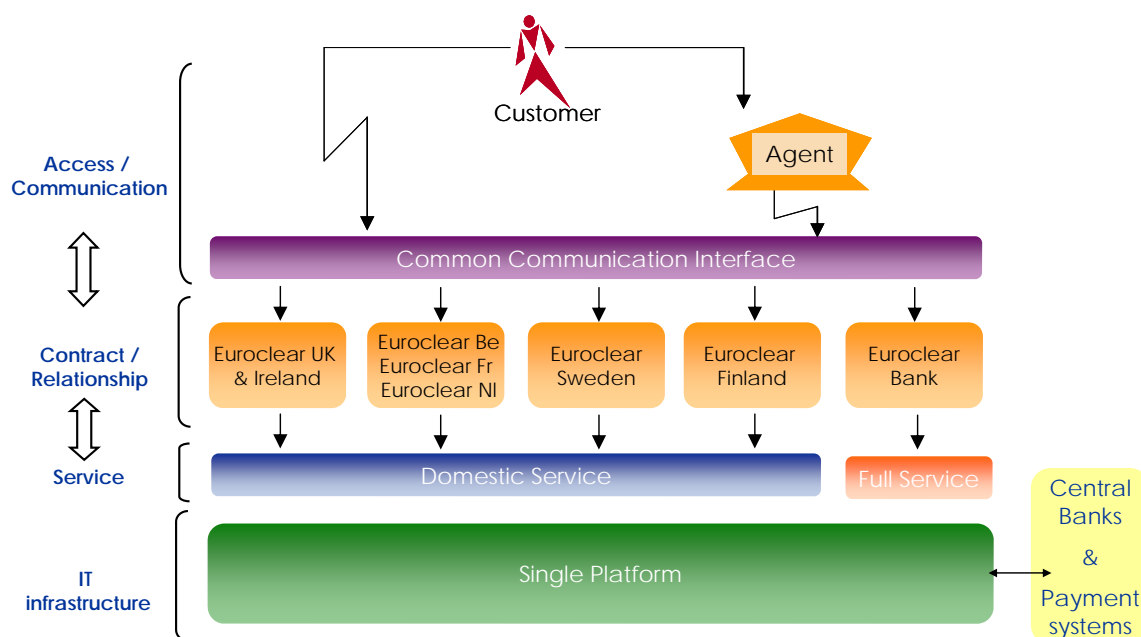 Customer
Agent
Access /
Communication
Common Communication Interface
Contract /
Relationship
Euroclear UK
& Ireland
Euroclear Be
Euroclear Fr
Euroclear Nl
Euroclear
Sweden
Euroclear
Finland
Euroclear
Bank
Service
Domestic Service
Full Service
Central
Banks
&
Payment
systems
IT
infrastructure
Single Platform